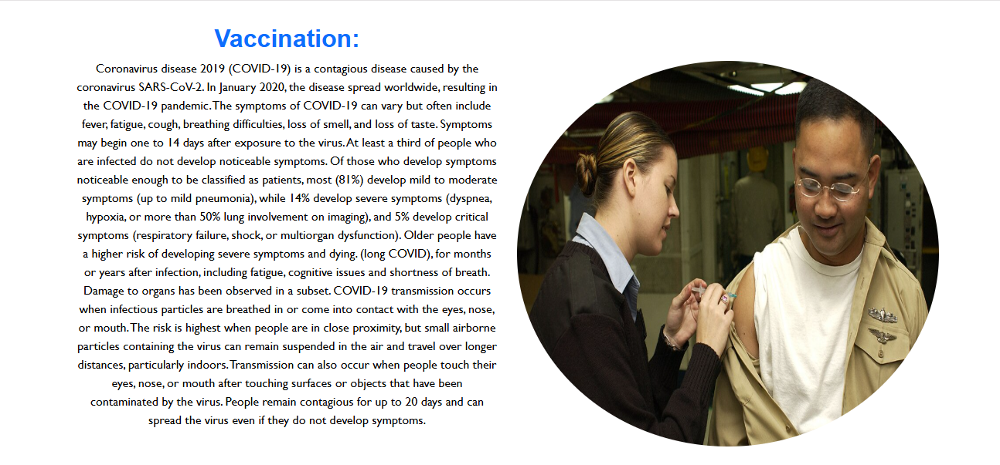 Vaccination:
Coronavirus disease 2019 (COVID-19) is a contagious disease caused by the
coronavirus SARS-CoV-2. In January 2020, the disease spread worldwide, resulting in
the COVID-19 pandemic. The symptoms of COVID-19 can vary but often include
fever, fatigue, cough, breathing difficulties, loss of smell, and loss of taste. Symptoms
may begin one to 14 days after exposure to the virus. At least a third of people who
are infected do not develop noticeable symptoms. Of those who develop symptoms
noticeable enough to be classified as patients, most (81%) develop mild to moderate
symptoms (up to mild pneumonia), while 14% develop severe symptoms (dyspnea,
hypoxia, or more than 50% lung involvement on imaging), and 5% develop critical
symptoms (respiratory failure, shock, or multiorgan dysfunction). Older people have
a higher risk of developing severe symptoms and dying. (long COVID), for months
or years after infection, including fatigue, cognitive issues and shortness of breath.
Damage to organs has been observed in a subset. COVID-19 transmission occurs
when infectious particles are breathed in or come into contact with the eyes, nose,
or mouth. The risk is highest when people are in close proximity, but small airborne
particles containing the virus can remain suspended in the air and travel over longer
distances, particularly indoors. Transmission can also occur when people touch their
eyes, nose, or mouth after touching surfaces or objects that have been
contaminated by the virus. People remain contagious for up to 20 days and can
spread the virus even if they do not develop symptoms.